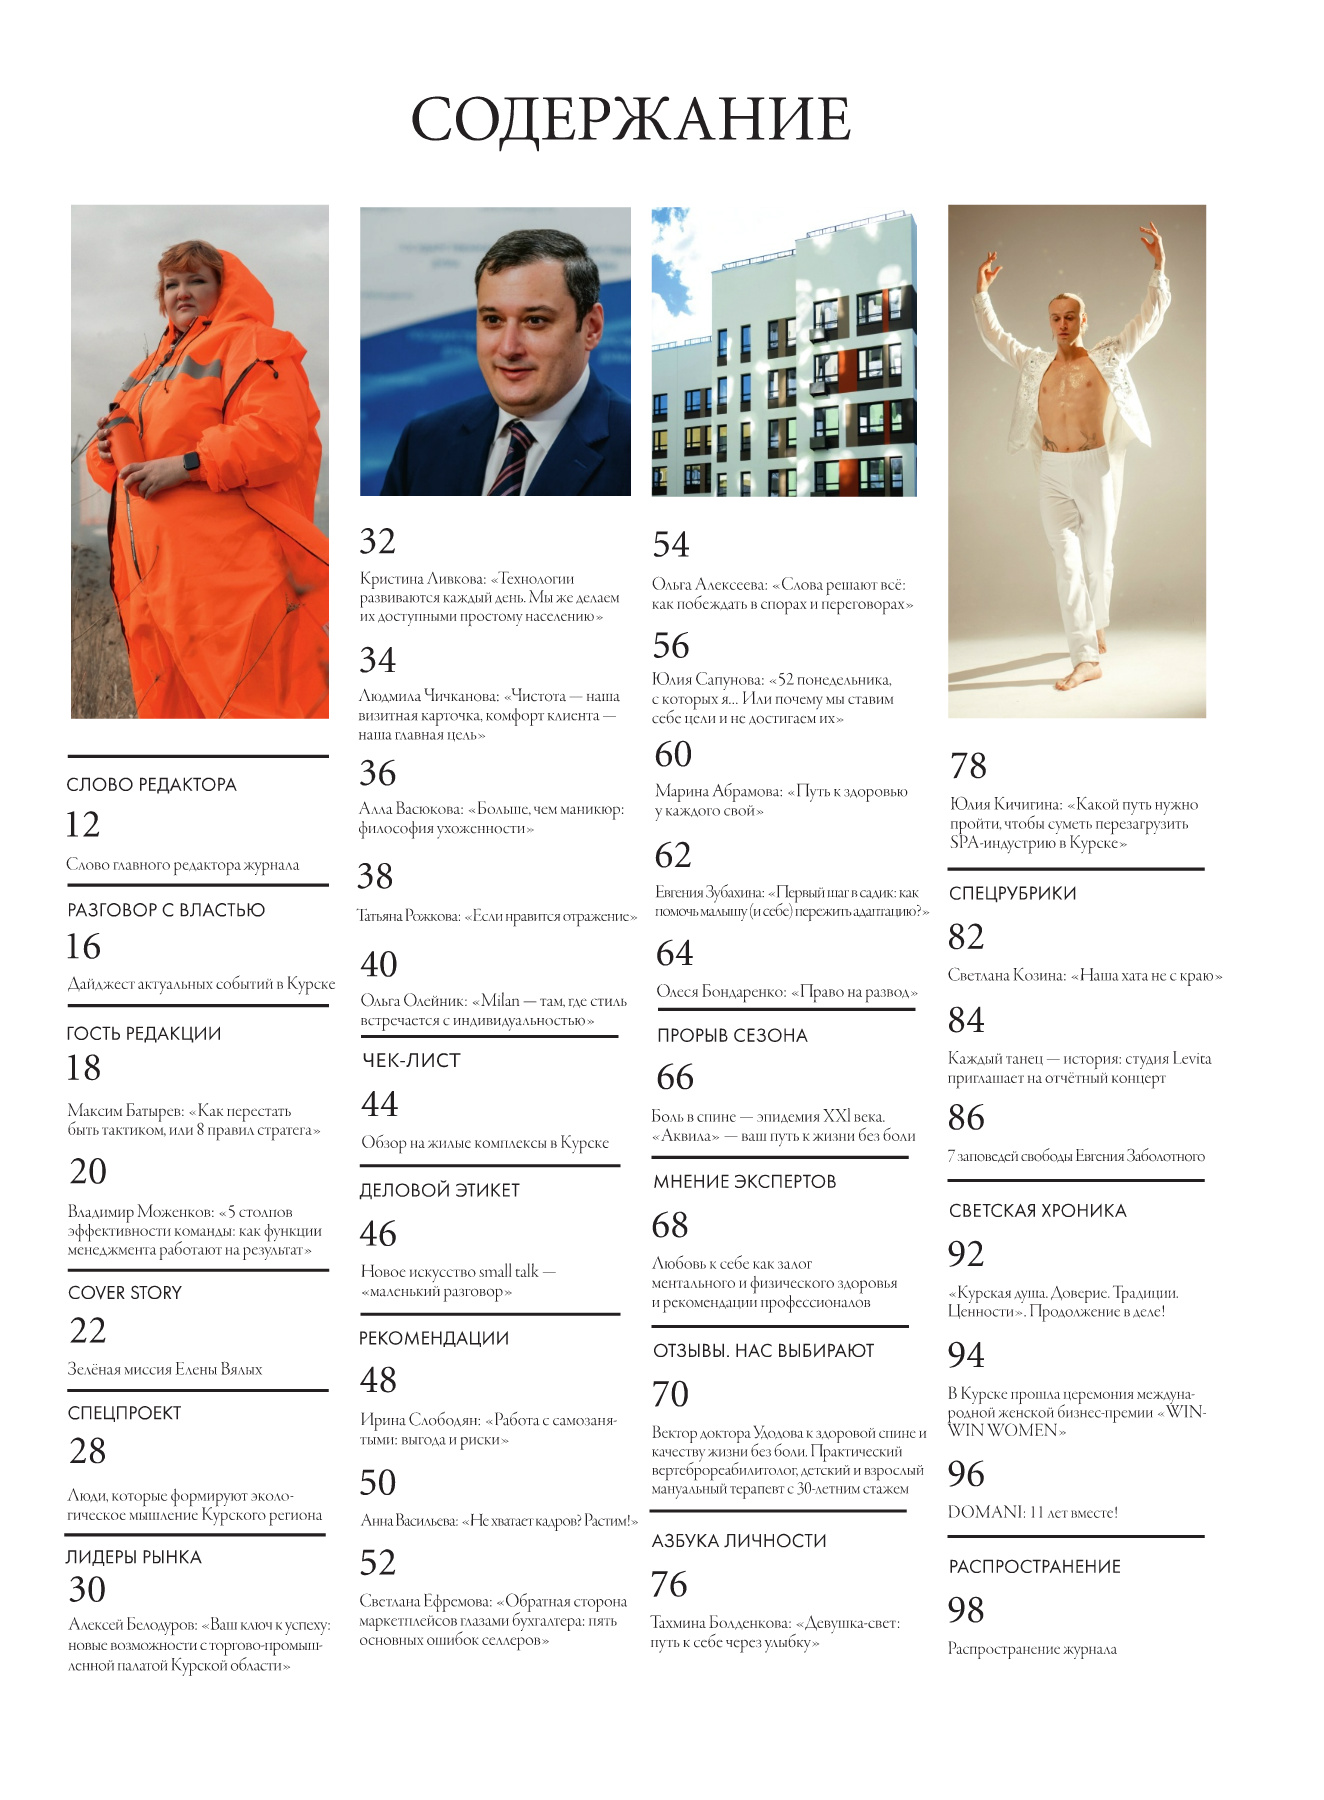 СОДЕРЖАНИЕ
СЛОВО РЕДАКТОРА
12
Слово главного редактора журнала
РАЗГОВОР С ВЛАСТЬЮ
16
Дайджест актуальных событий в Курске
ГОСТЬ РЕДАКЦИИ
18
Максим Батырев: «Как перестать
быть тактиком, или 8 правил стратега»
20
Владимир Моженков: «5 столпов
эффективности команды: как функции
менеджмента работают на результат»
COVER STORY
22
Зелёная миссия Елены Вялых
СПЕЦПРОЕКТ
28
Люди, которые формируют эколо-
гическое мышление Курского региона
ЛИДЕРЫ РЫНКА
30
Алексей Белодуров: «Ваш ключ к успеху:
новые возможности с торгово-промыш-
ленной палатой Курской области»
32
Кристина Ливкова: «Технологии
развиваются каждый день. Мы же делаем
их доступными простому населению»
34
Людмила Чичканова: «Чистота — наша
визитная карточка, комфорт клиента —
наша главная цель»
36
Алла Васюкова: «Больше, чем маникюр:
философия ухоженности»
38
Татьяна Рожкова: «Если нравится отражение»
40
Ольга Олейник: «Milan — там, где стиль
встречается с индивидуальностью»
ЧЕК-ЛИСТ
44
Обзор на жилые комплексы в Курске
ДЕЛОВОЙ ЭТИКЕТ
46
Новое искусство small talk —
«маленький разговор»
РЕКОМЕНДАЦИИ
48
Ирина Слободян: «Работа с самозаня-
тыми: выгода и риски»
50
Анна Васильева: «Не хватает кадров? Растим!»
52
Светлана Ефремова: «Обратная сторона
маркетплейсов глазами бухгалтера: пять
основных ошибок селлеров»
54
Ольга Алексеева: «Слова решают всё:
как побеждать в спорах и переговорах»
56
Юлия Сапунова: «52 понедельника,
с которых я... Или почему мы ставим
себе цели и не достигаем их»
60
Марина Абрамова: «Путь к здоровью
у каждого свой»
62
Евгения Зубахина: «Первый шаг в садик: как
помочь малышу (и себе) пережить адаптацию?»
64
Олеся Бондаренко: «Право на развод»
ПРОРЫВ СЕЗОНА
66
Боль в спине — эпидемия XXI века.
«Аквила» — ваш путь к жизни без боли
МНЕНИЕ ЭКСПЕРТОВ
68
Любовь к себе как залог
ментального и физического здоровья
и рекомендации профессионалов
ОТЗЫВЫ. НАС ВЫБИРАЮТ
70
Вектор доктора Удодова к здоровой спине и
качеству жизни без боли. Практический
вертеброреабилитолог, детский и взрослый
мануальный терапевт с 30-летним стажем
АЗБУКА ЛИЧНОСТИ
76
Тахмина Болденкова: «Девушка-свет:
путь к себе через улыбку»
78
Юлия Кичигина: «Какой путь нужно
пройти, чтобы суметь перезагрузить
SPA-индустрию в Курске»
СПЕЦРУБРИКИ
82
Светлана Козина: «Наша хата не с краю»
84
Каждый танец — история: студия Levita
приглашает на отчётный концерт
86
7 заповедей свободы Евгения Заболотного
СВЕТСКАЯ ХРОНИКА
92
«Курская душа. Доверие. Традиции.
Ценности». Продолжение в деле!
94
В Курске прошла церемония междуна-
родной женской бизнес-премии «WIN-
WIN WOMEN»
96
DOMANI: 11 лет вместе!
РАСПРОСТРАНЕНИЕ
98
Распространение журнала